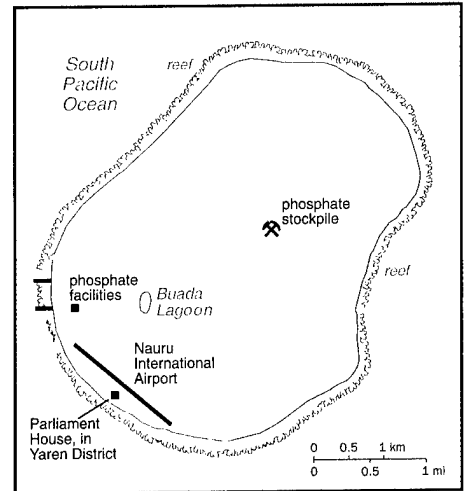 South
Pacific
Ocean
reef
phosphate
stockpile
reef
phosphate
facilities
Buada
Lagoon
Nauru
International
Airport
Parliament
House, in
Yaren District
0 0.5 1 km
0 0.5 1 mi